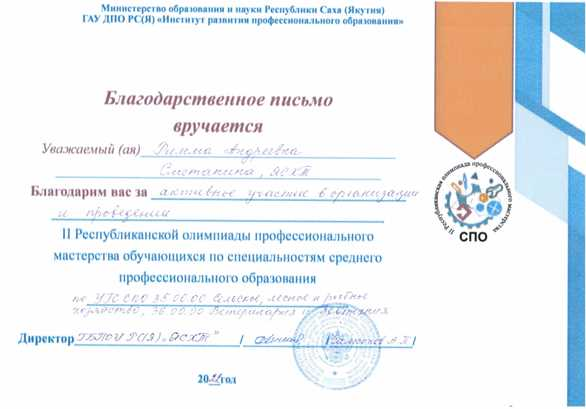 Министерство образования и науки Республики Саха (Якутия)
ГАУ ДПО РС(Я) «Институт развития профессионального образования»
Благодарственное письмо
вручается
Уважаемый (ая) Римма Андреевна
Сметанина, ЯСХТ
Благодарим вас за активное участие в организации
и проведении
II Республиканской олимпиады профессионального
мастерства обучающихся по специальностям среднего
профессионального образования
по УГС СПО 35.00.00 Сельское, лесное и рыбное
хозяйство, 36.00.00 Ветеринария и зоотехния
Директор ГБПОУ РС(Я) "ЯСХТ"
20 год
II Республиканская олимпиада профессионального мастерства
СПО